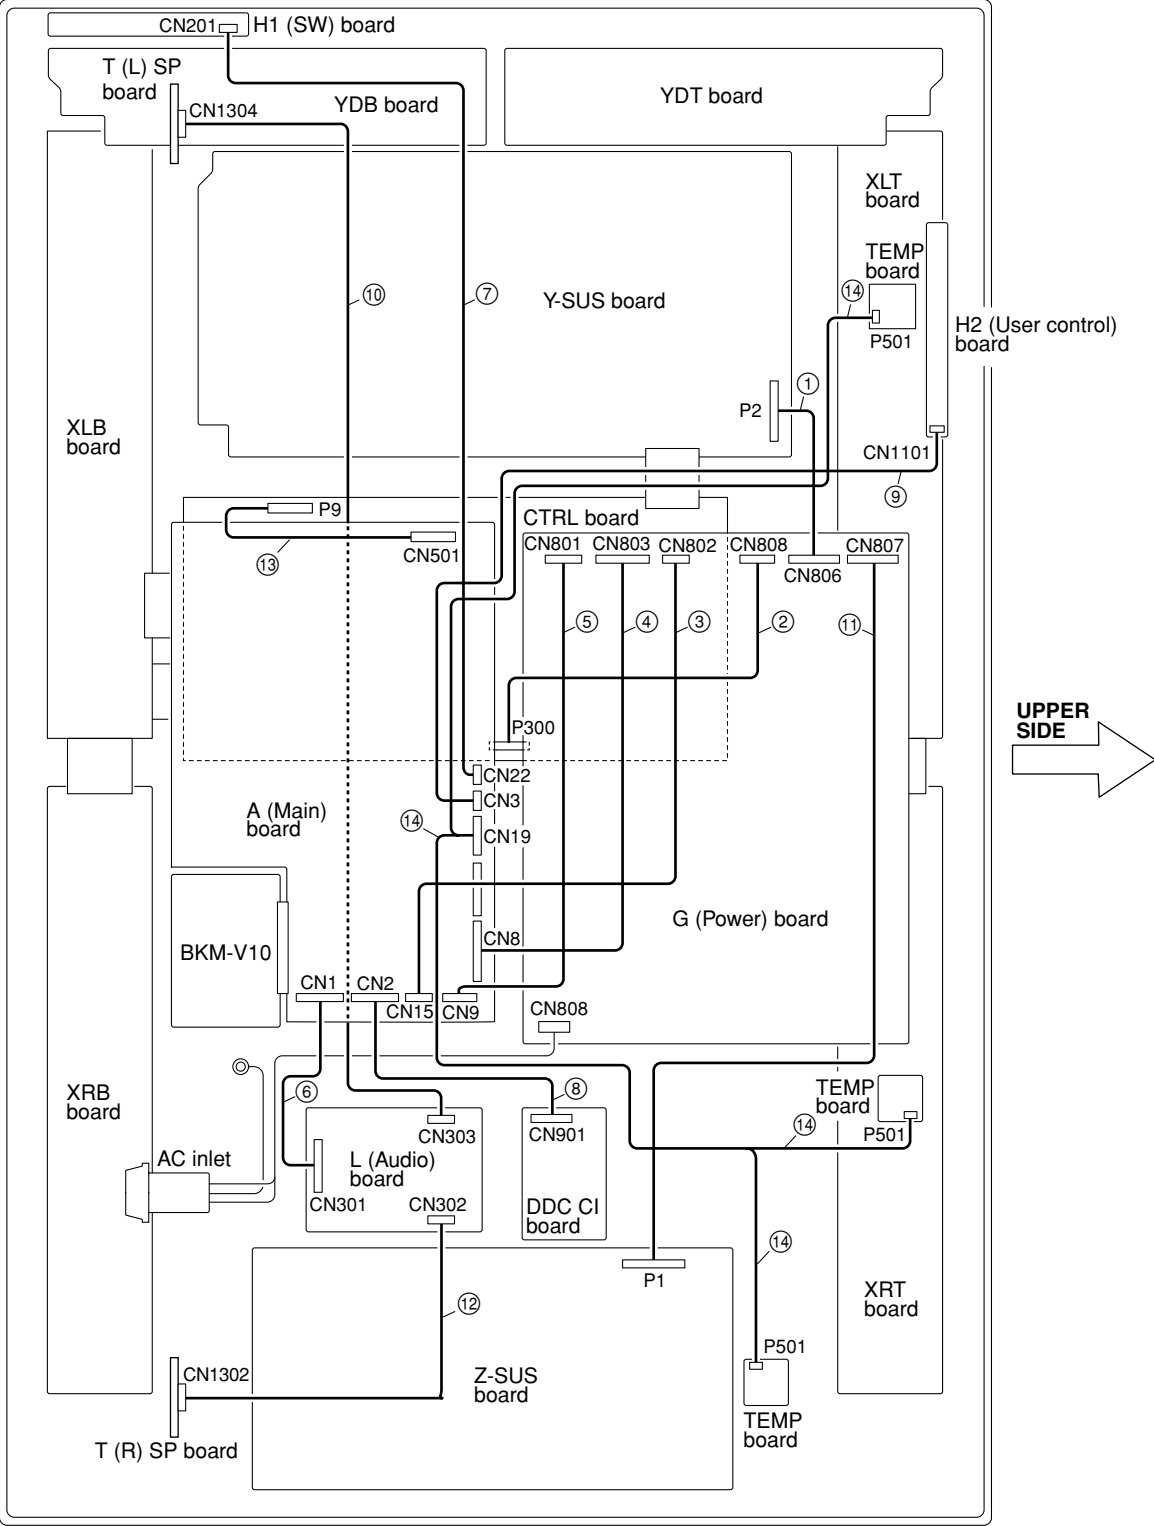 CN201
H1 (SW) board
T (L) SP
board
CN1304
YDB board
YDT board
XLT
board
TEMP
board
14
P501
H2 (User control)
board
10
7
Y-SUS board
1
P2
XLB
board
CN1101
9
P9
CN501
13
CTRL board
CN801
CN803
CN802
CN808
CN806
CN807
5
4
3
2
11
P300
UPPER
SIDE
CN22
CN3
14
CN19
A (Main)
board
G (Power) board
CN8
BKM-V10
CN1
CN2
CN15
CN9
CN808
6
8
XRB
board
TEMP
board
P501
14
CN303
CN901
AC inlet
L (Audio)
board
CN301
CN302
DDC CI
board
14
P1
12
XRT
board
P501
CN1302
Z-SUS
board
TEMP
board
T (R) SP board